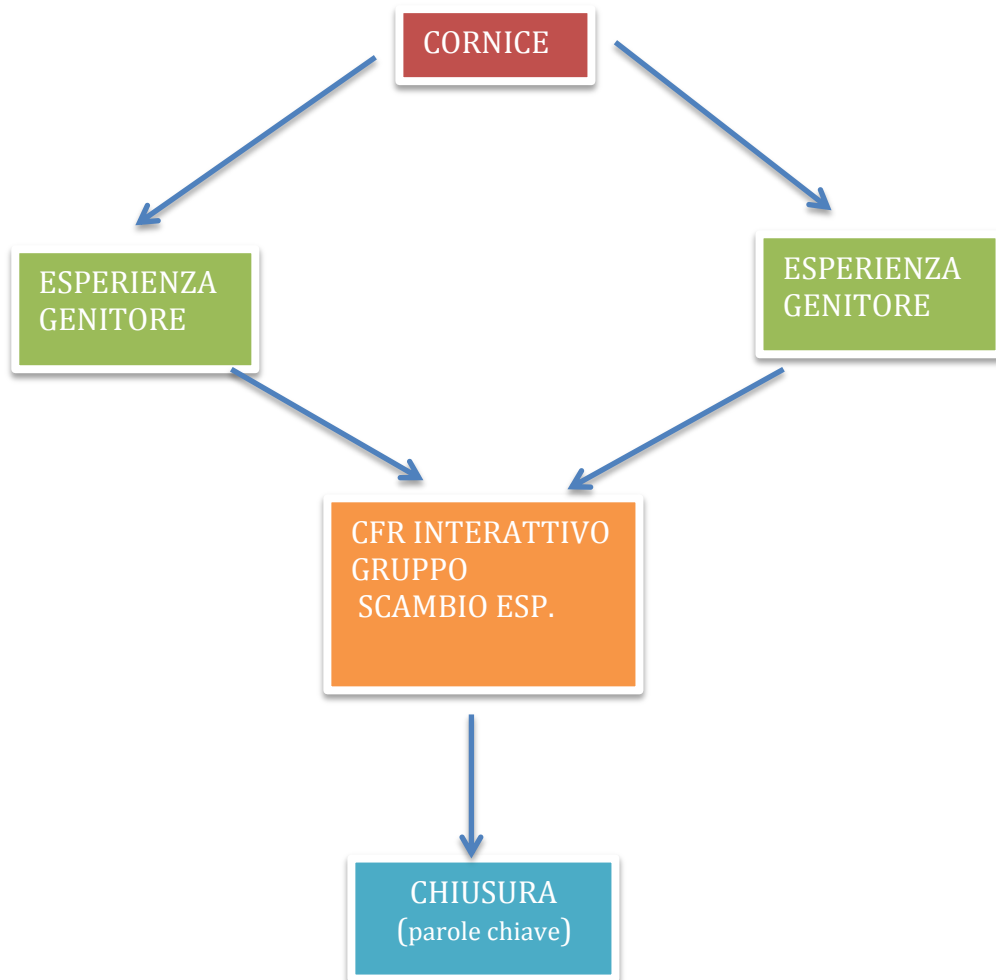 CORNICE
ESPERIENZA
GENITORE
ESPERIENZA
GENITORE
CFR INTERATTIVO
GRUPPO
SCAMBIO ESP.
CHIUSURA
(parole chiave)